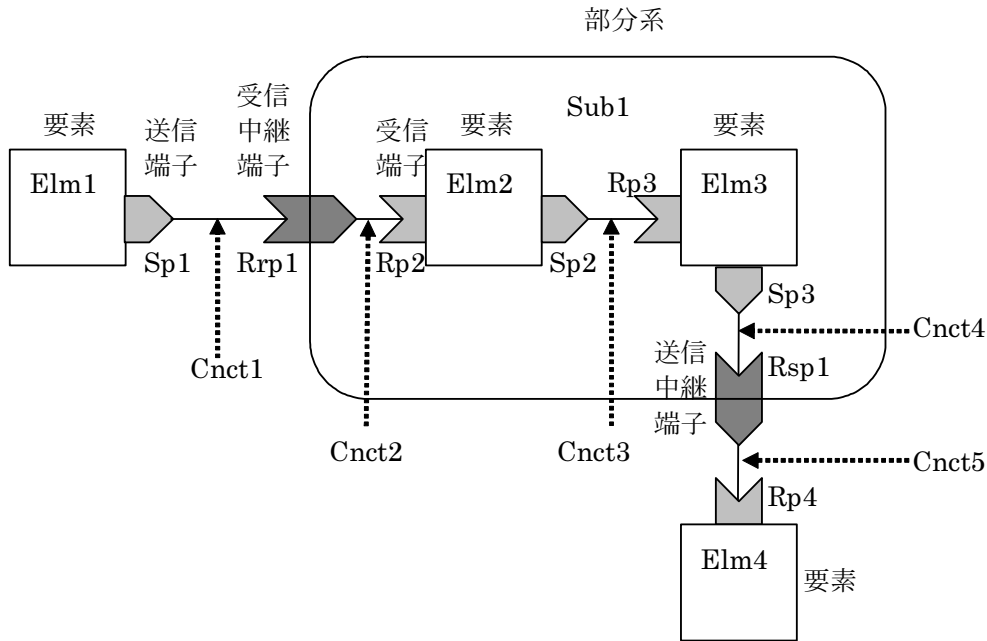 部分系
Sub1
要素
Elm1
送信
端子
Sp1
受信
中継
端子
Rrp1
受信
端子
Rp2
要素
Elm2
Sp2
Rp3
要素
Elm3
Sp3
Cnct1
Cnct2
Cnct3
Cnct4
送信
中継
端子
Rsp1
Cnct5
Rp4
Elm4
要素